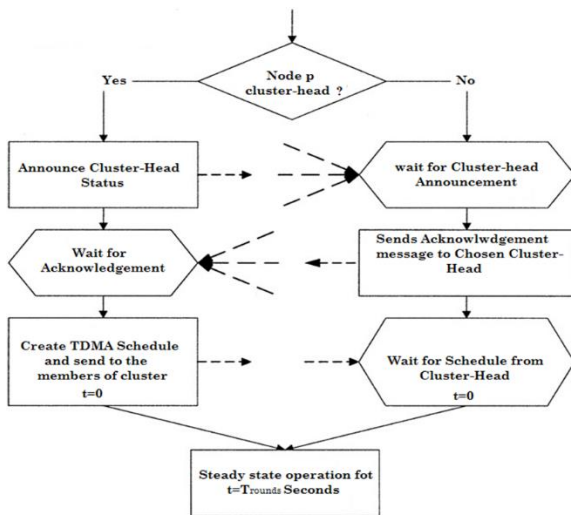 Node p
cluster-head ?
Yes
No
Announce Cluster-Head
Status
wait for Cluster-head
Announcement
Wait for
Acknowledgement
Sends Acknowlwdgement
message to Chosen Cluster-
Head
Create TDMA Schedule
and send to the
members of cluster
t=0
Wait for Schedule from
Cluster-Head
t=0
Steady state operation fot
t=Trounds Seconds